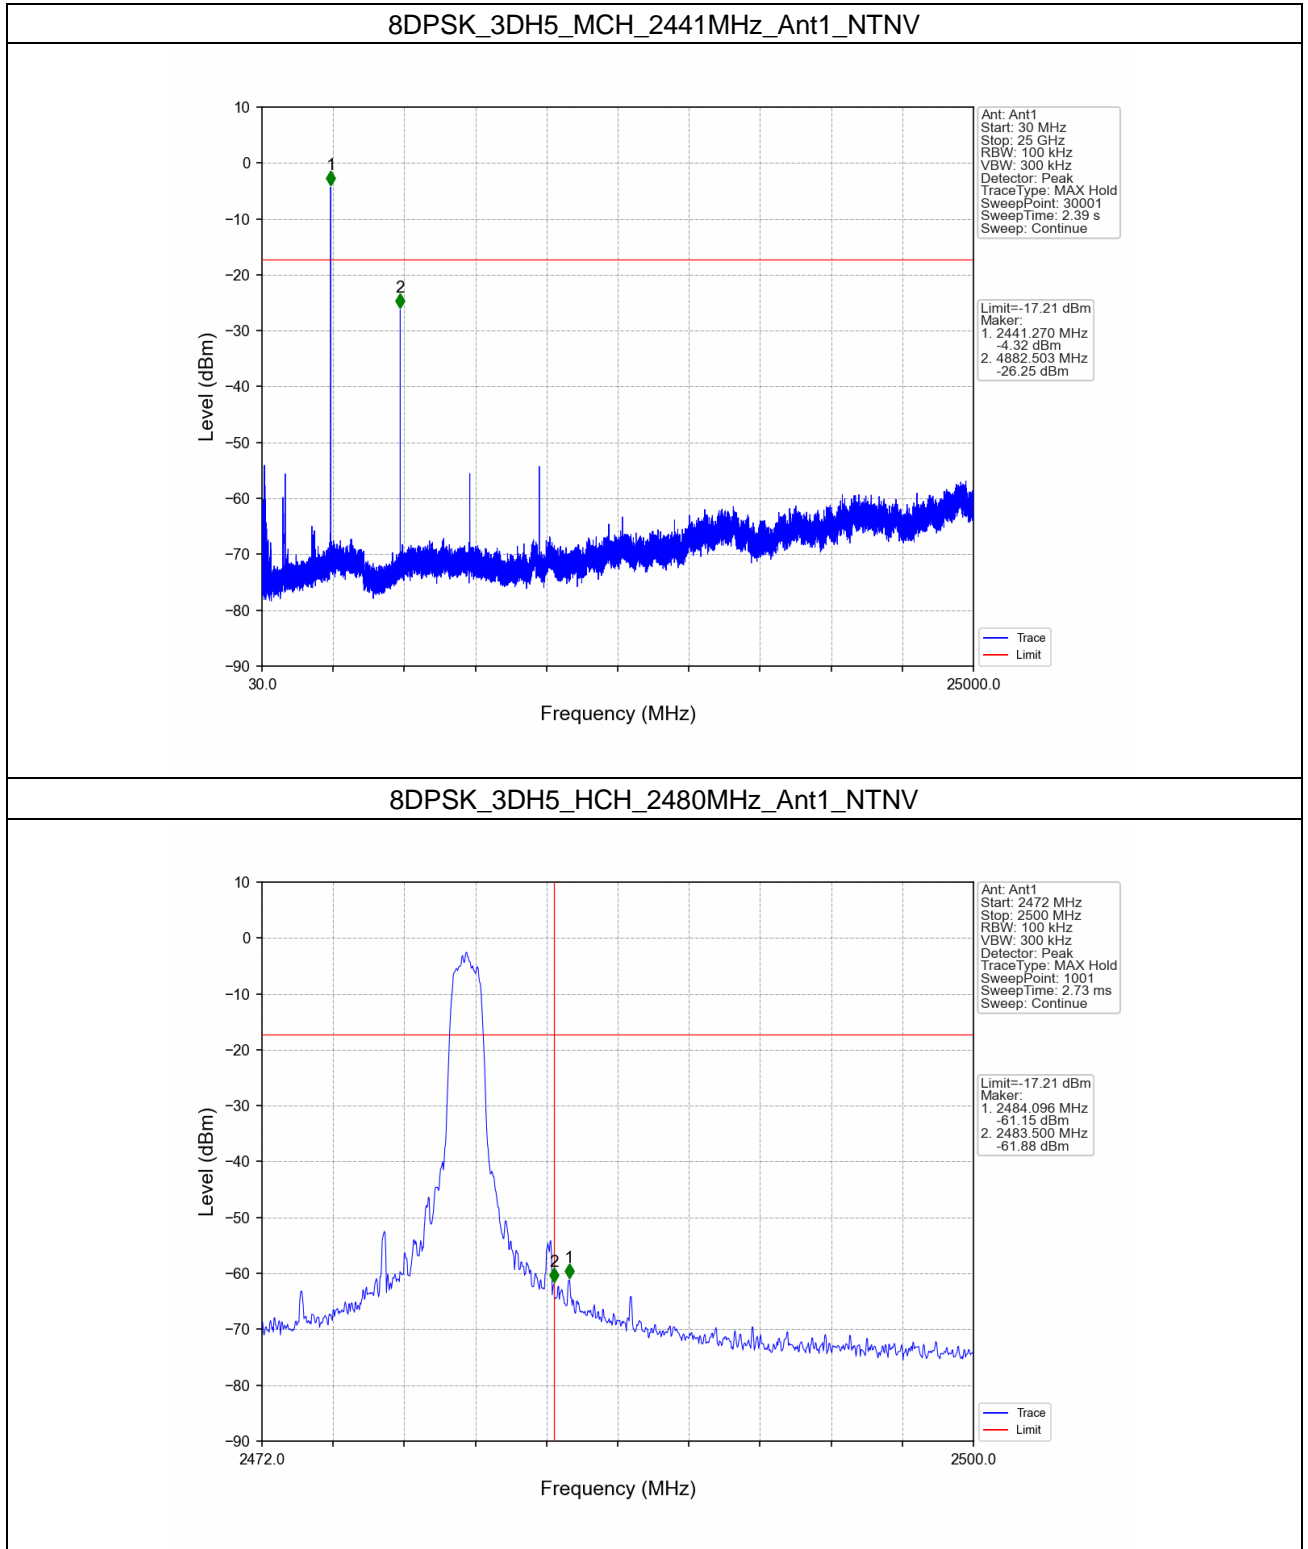 8DPSK_3DH5_MCH_2441MHz_Ant1_NTNV
10
0
−10
−20
−30
−40
−50
−60
−70
−80
−90
Level (dBm)
1
2
30.0
25000.0
Frequency (MHz)
Ant: Ant1
Start: 30 MHz
Stop: 25 GHz
RBW: 100 kHz
VBW: 300 kHz
Detector: Peak
TraceType: MAX Hold
SweepPoint: 30001
SweepTime: 2.39 s
Sweep: Continue
Limit=-17.21 dBm
Maker:
1. 2441.270 MHz
-4.32 dBm
2. 4882.503 MHz
-26.25 dBm
Trace
Limit
8DPSK_3DH5_HCH_2480MHz_Ant1_NTNV
10
0
−10
−20
−30
−40
−50
−60
−70
−80
−90
Level (dBm)
2
1
2472.0
2500.0
Frequency (MHz)
Ant: Ant1
Start: 2472 MHz
Stop: 2500 MHz
RBW: 100 kHz
VBW: 300 kHz
Detector: Peak
TraceType: MAX Hold
SweepPoint: 1001
SweepTime: 2.73 ms
Sweep: Continue
Limit=-17.21 dBm
Maker:
1. 2484.096 MHz
-61.15 dBm
2. 2483.500 MHz
-61.88 dBm
Trace
Limit